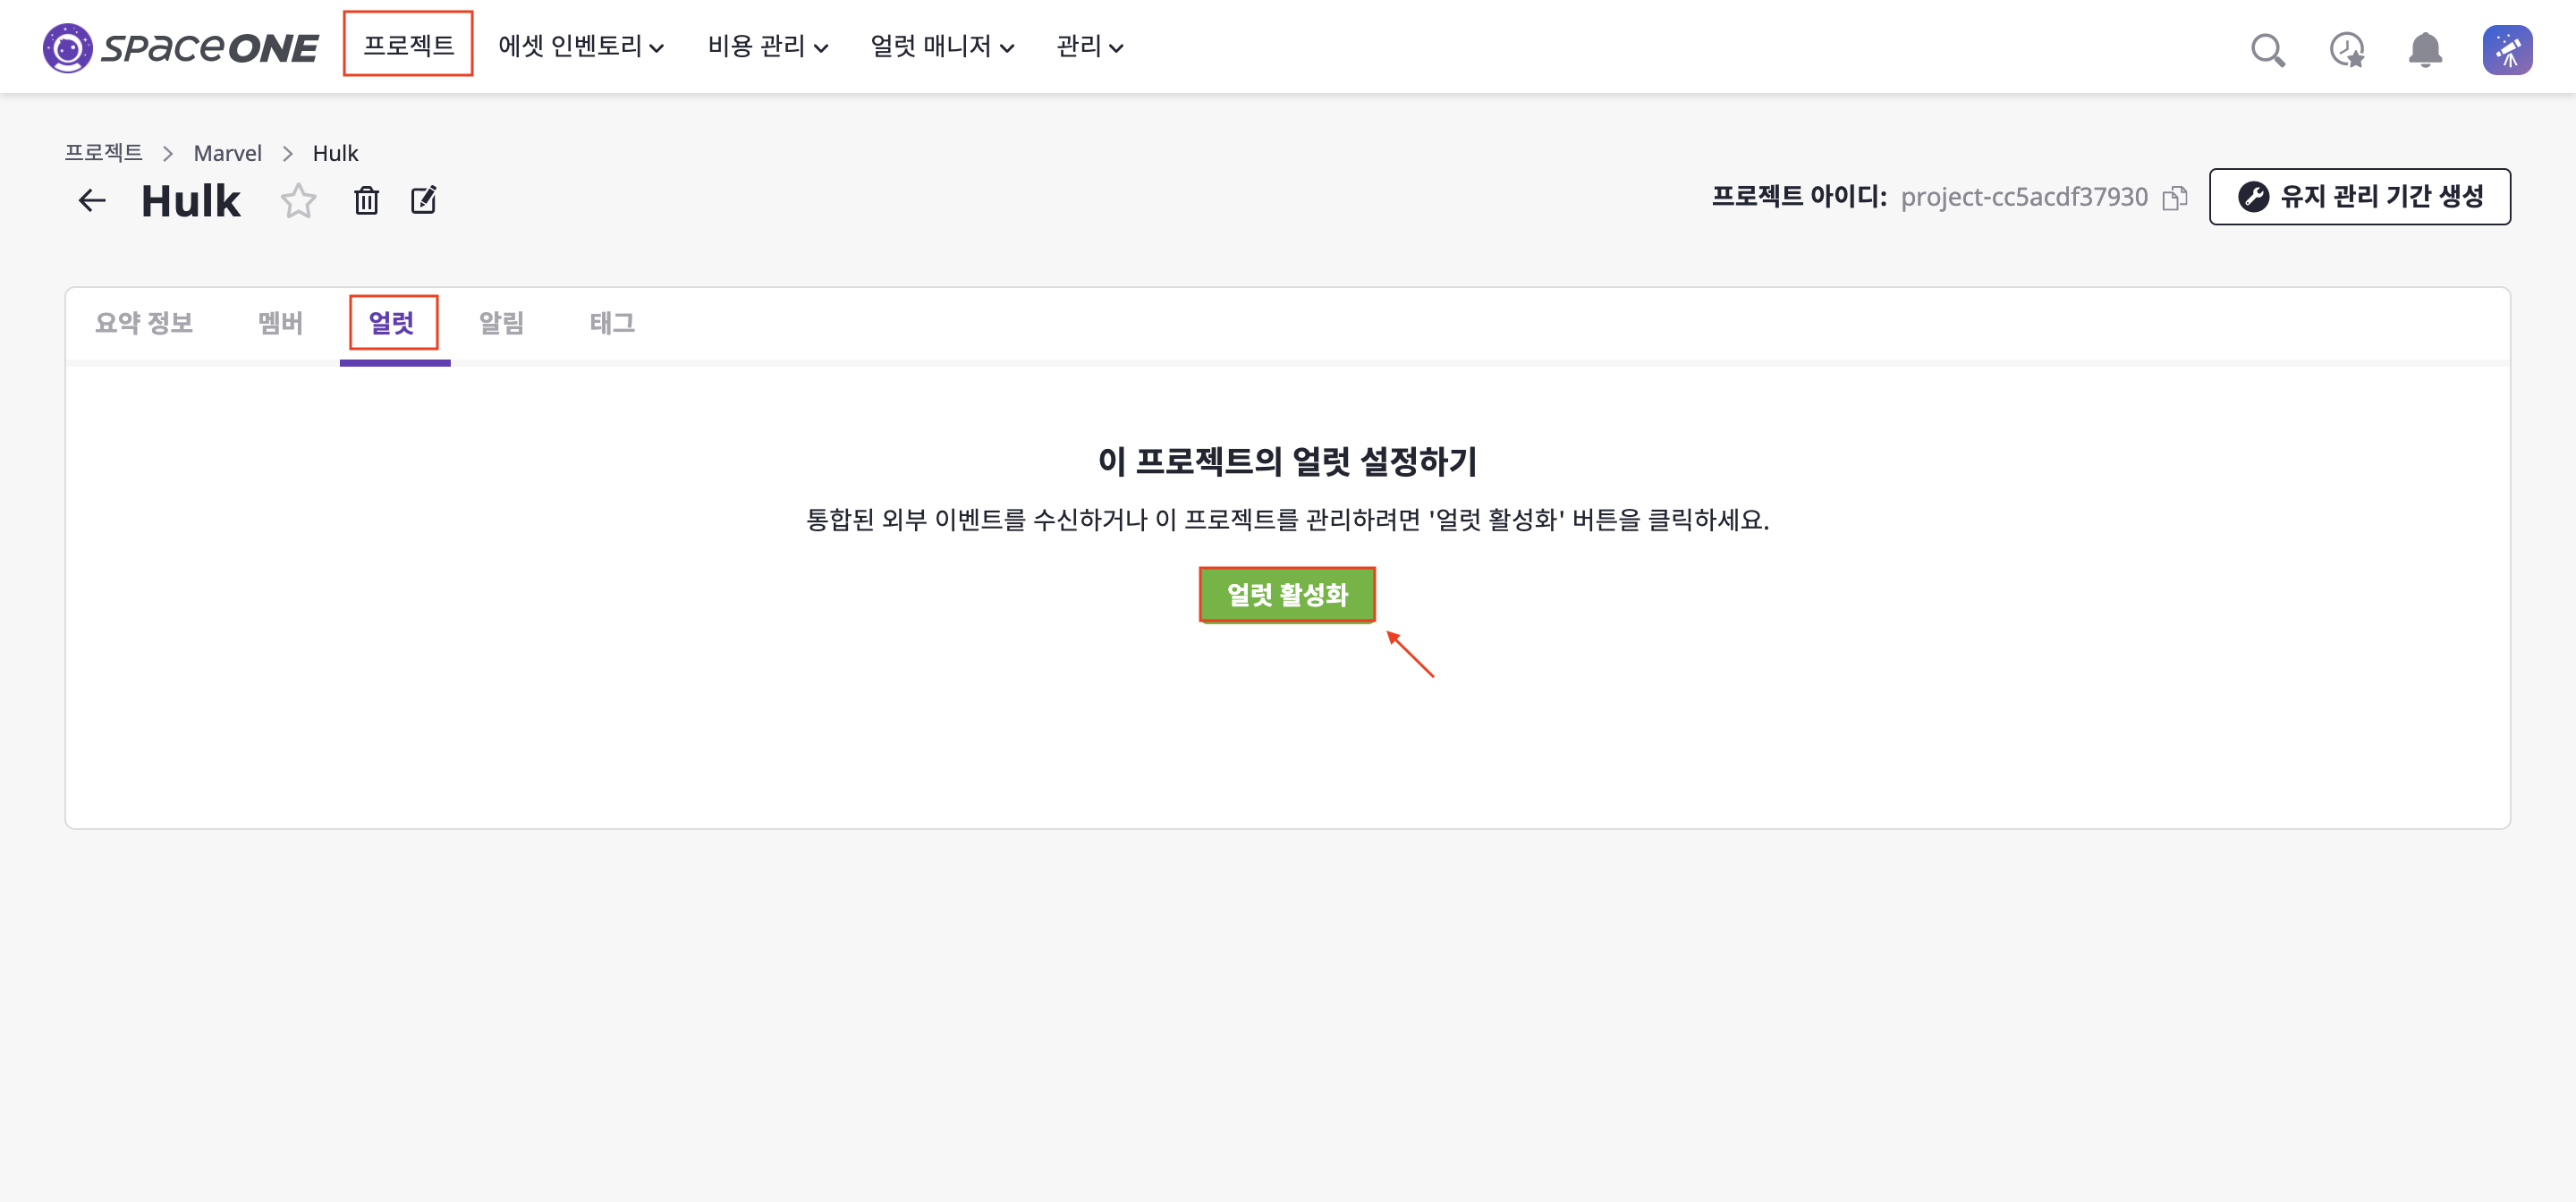 spaceONE 프로젝트 에셋 인벤토리 비용 관리 얼럿 매니저 관리
프로젝트 > Marvel > Hulk
Hulk
프로젝트 아이디: project-cc5acdf37930 유지 관리 기간 생성
요약 정보 멤버 얼럿 알림 태그
이 프로젝트의 얼럿 설정하기
통합된 외부 이벤트를 수신하거나 이 프로젝트를 관리하려면 '얼럿 활성화' 버튼을 클릭하세요.
얼럿 활성화